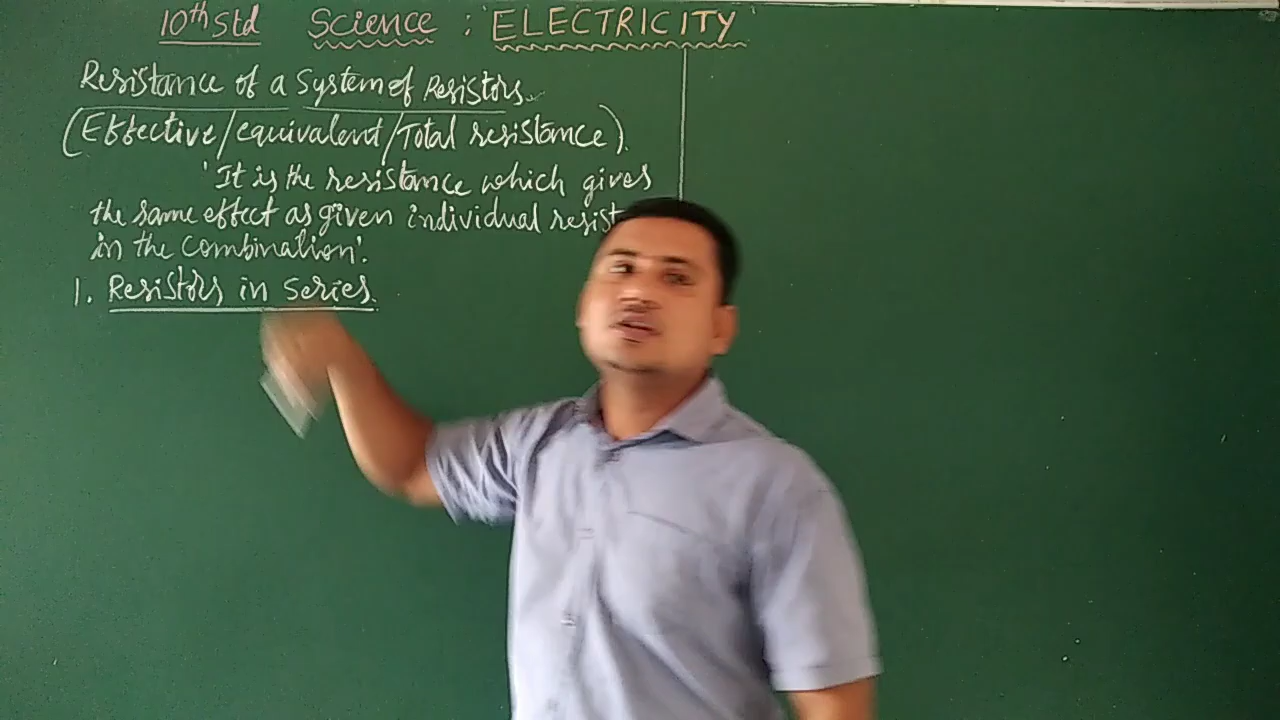 10th Std Science : 'ELECTRICITY'
Resistance of a System of Resistors.
(Effective/equivalent/Total resistance).
'It is the resistance which gives
the same effect as given individual
in the combination'.
1. Resistors in Series.